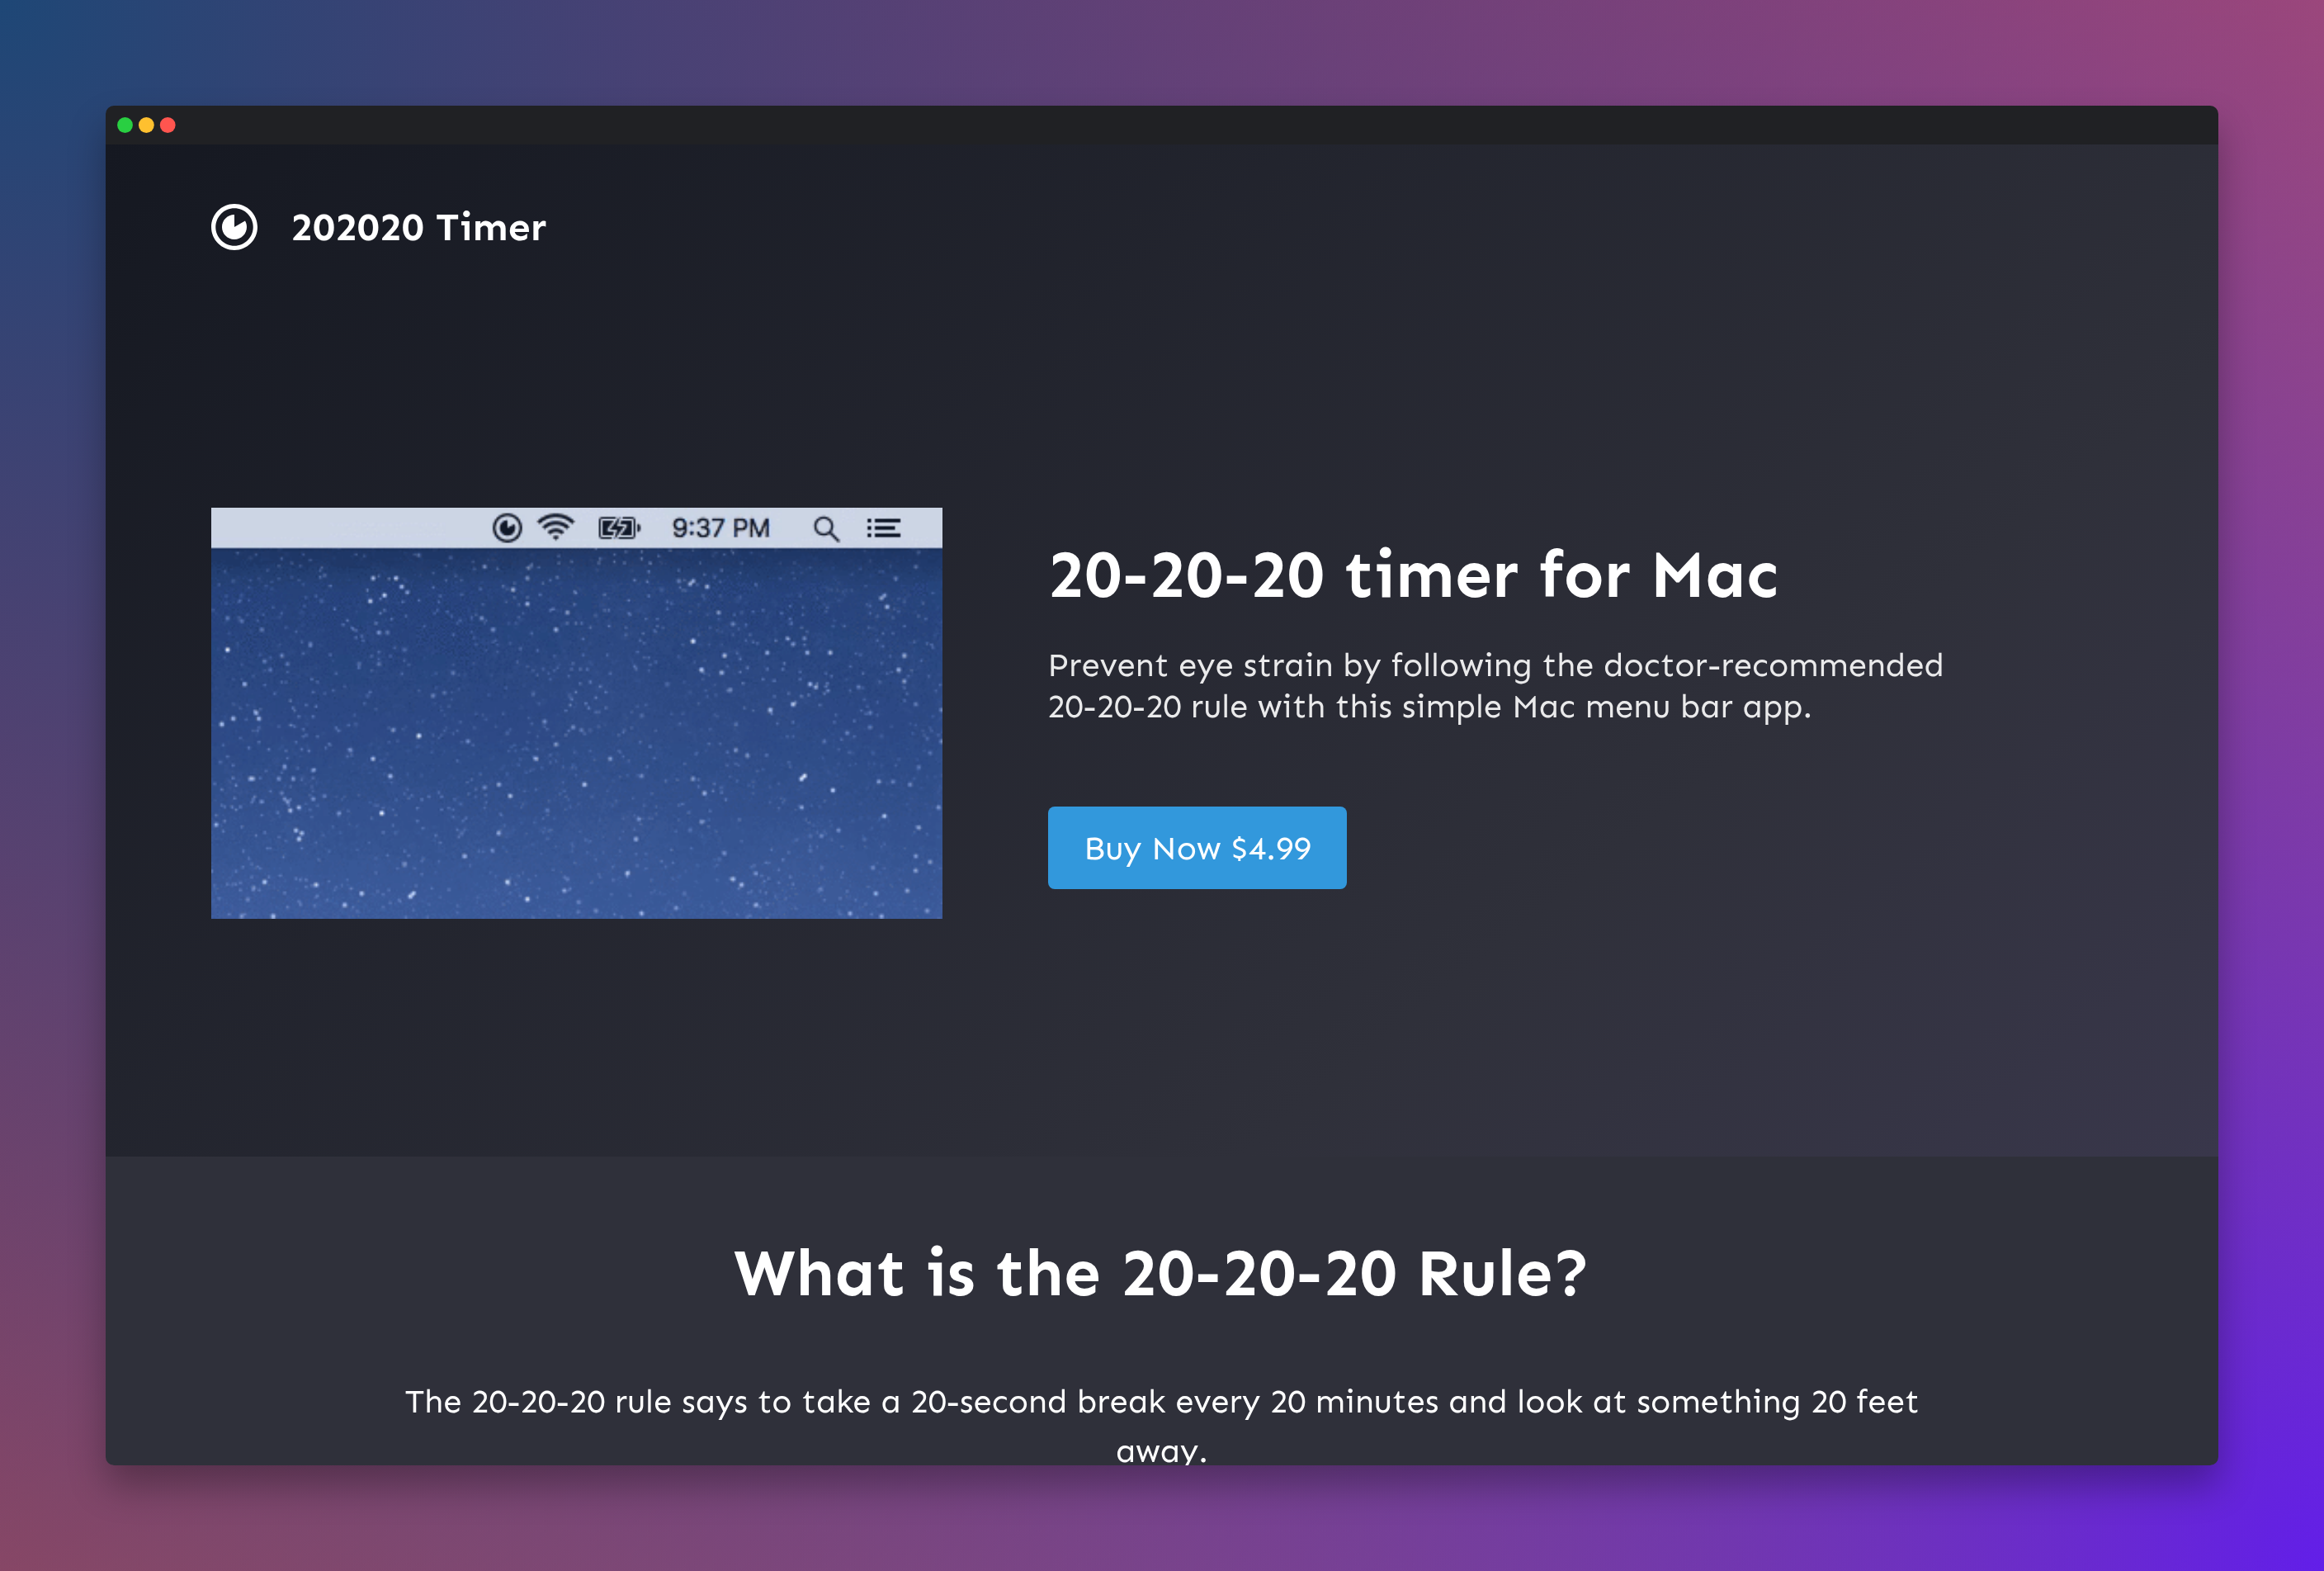 202020 Timer
9:37 PM
20-20-20 timer for Mac
Prevent eye strain by following the doctor-recommended
20-20-20 rule with this simple Mac menu bar app.
Buy Now $4.99
What is the 20-20-20 Rule?
The 20-20-20 rule says to take a 20-second break every 20 minutes and look at something 20 feet
away.